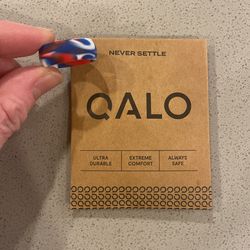 NEVER SETTLE
QALO
ULTRA DURABLE
EXTREME COMFORT
ALWAYS SAFE